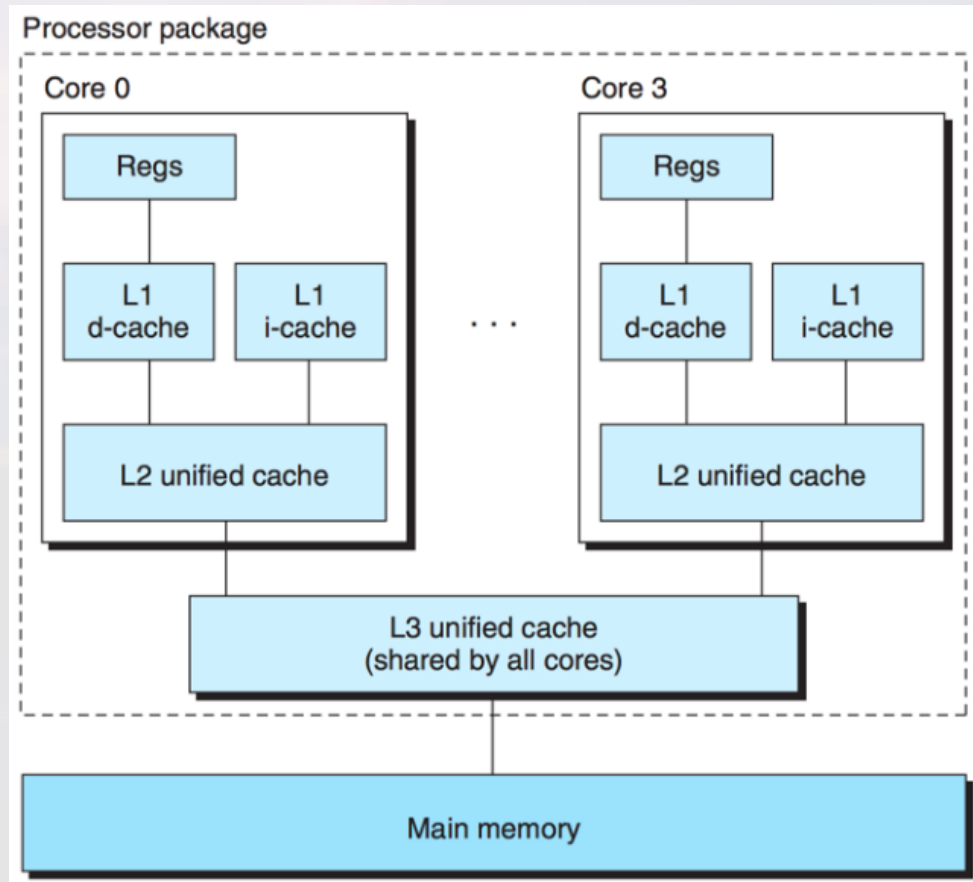 Processor package
Core 0
Regs
L1
d-cache
L1
i-cache
L2 unified cache
. . .
Core 3
Regs
L1
d-cache
L1
i-cache
L2 unified cache
L3 unified cache
(shared by all cores)
Main memory